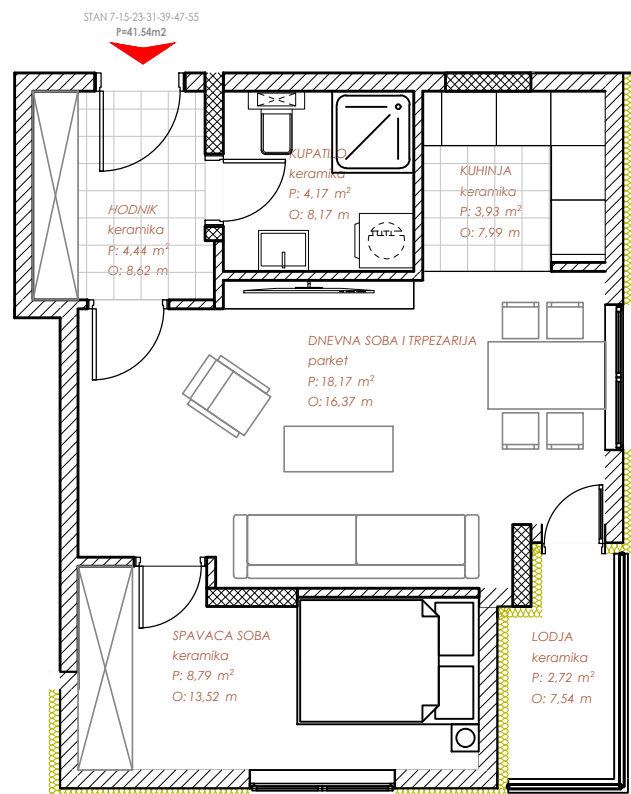 STAN 7-15-23-31-39-47-55
P=41.54m2
KUPATILO
keramika
P: 4,17 m²
O: 8,17 m
KUHINJA
keramika
P: 3,93 m²
O: 7,99 m
HODNIK
keramika
P: 4,44 m²
O: 8,62 m
DNEVNA SOBA I TRPEZARIJA
parket
P: 18,17 m²
O: 16,37 m
SPAVACA SOBA
keramika
P: 8,79 m²
O: 13,52 m
LODJA
keramika
P: 2,72 m²
O: 7,54 m